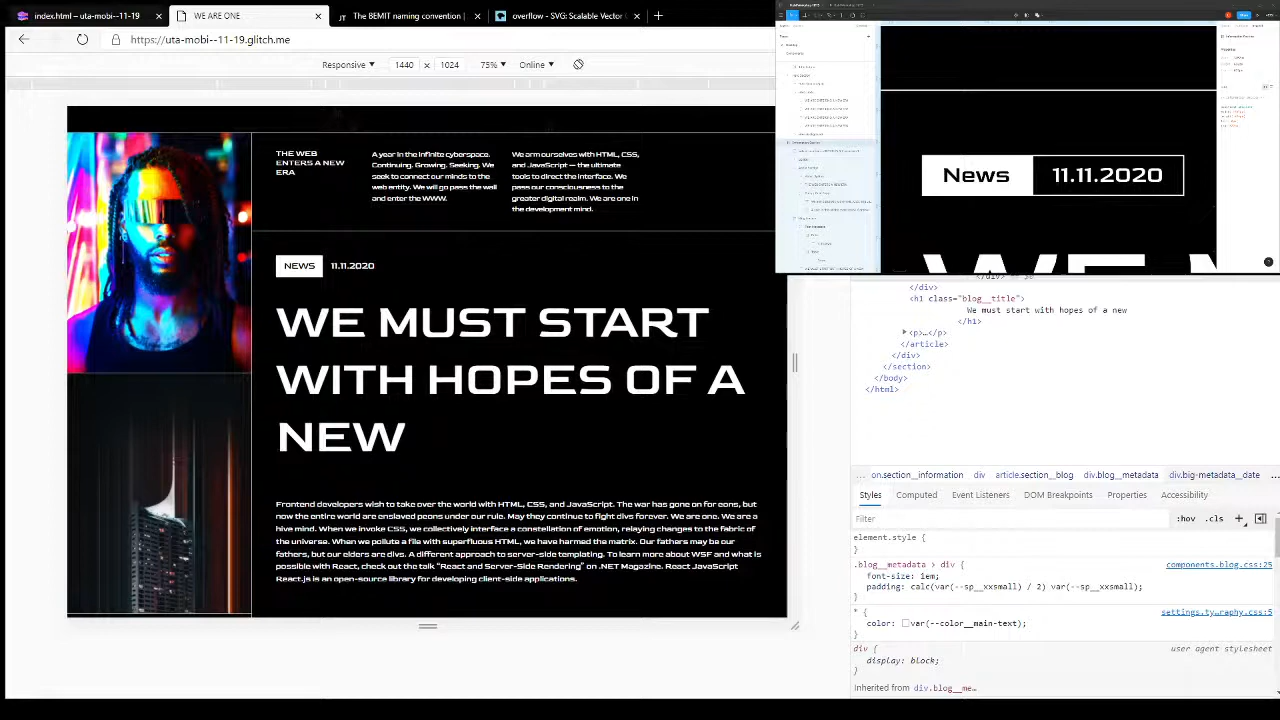 index.html – us
WE ARE ONE
The BEMIT naming convention
overflow – SVG: Scalable Vector
1440 × 1024 75% Online
THE WEB
ENTERS A NEW
ERA
A year in the infinite cyberspace.
Continuing. Growing. Seeking. We
seek to connect our minds to the
web entity. We will go pass the wall
and enter the WWW.
We arm ourselves with HTML, CSS,
and JavaScript — the ultimate
tools to direct the interface. We
pass our consciousness to the
greater digital realm. We are one in
the development mind.
NEWS 11.11.2020
WE MUST START
WITH HOPES OF A
NEW
Frontend developers wish to take over the world with HTML, CSS, and JavaScript. The war has gone on for eons, but
now the entire world are enslaved pons under our rule. May they continue to fight divs forever. We are one. We are a
hive mind. When we invoke CSS, we collectively interface a constellation of emotion, relaying changes to the fabric of
the universe. When we pollute a file with superfluous HTML, we have harmed the matrix. Our fathers may be our
fathers, but our elders are divs. A different approach to server-side templating. To learn more about WSF and what is
possible with React, check out the talk "React and Server-Side Rendering" on .NET Magazine. React JavaScript
React.js is an open-source library for developing client-side applications.
News 11.11.2020
</div>
</div>
<h1 class="blog__title">
We must start with hopes of a new
</h1>
<p>…</p>
</article>
</div>
</section>
</body>
</html>
… on.section__information div article.section__blog div.blog__metadata div.big-metadata__date
Styles Computed Event Listeners DOM Breakpoints Properties Accessibility
Filter :hov .cls +
element.style {
}
.blog__metadata > div { components.blog.css:25
font-size: 1em;
padding: calc(var(--sp__xxsmall) / 2) var(--sp__xxsmall);
}
* { settings.ty…raphy.css:5
color: var(--color__main-text);
}
div { user agent stylesheet
display: block;
}
Inherited from div.blog__me…